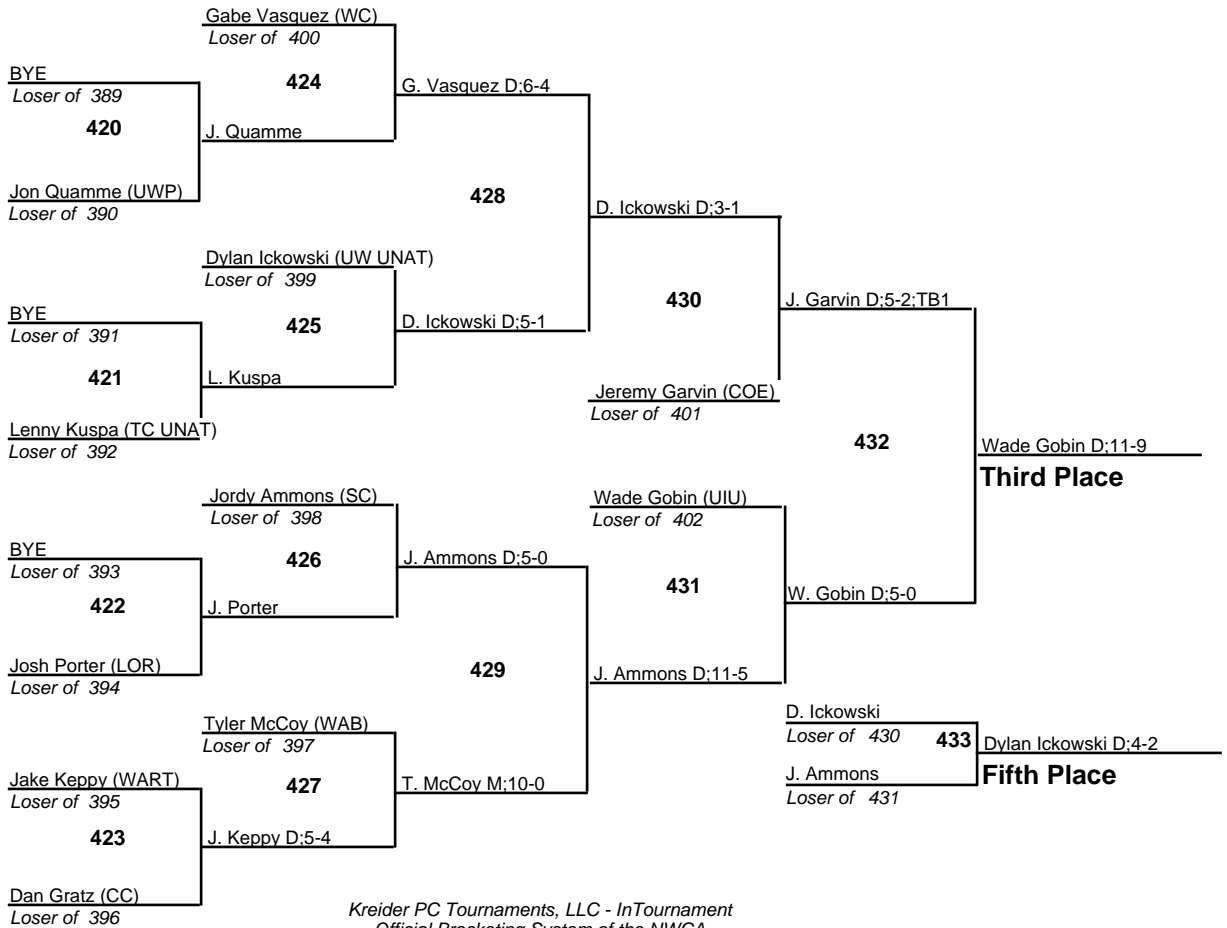 Gabe Vasquez (WC)
Loser of 400
BYE
Loser of 389
424
G. Vasquez D;6-4
420
J. Quamme
Jon Quamme (UWP)
Loser of 390
428
D. Ickowski D;3-1
Dylan Ickowski (UW UNAT)
Loser of 399
430
J. Garvin D;5-2;TB1
BYE
Loser of 391
425
D. Ickowski D;5-1
421
L. Kuspa
Jeremy Garvin (COE)
Loser of 401
Lenny Kuspa (TC UNAT)
Loser of 392
432
Wade Gobin D;11-9
Third Place
Jordy Ammons (SC)
Loser of 398
Wade Gobin (UIU)
Loser of 402
BYE
Loser of 393
426
J. Ammons D;5-0
431
422
J. Porter
W. Gobin D;5-0
Josh Porter (LOR)
Loser of 394
429
J. Ammons D;11-5
Tyler McCoy (WAB)
Loser of 397
D. Ickowski
Loser of 430
433
Dylan Ickowski D;4-2
Fifth Place
J. Ammons
Loser of 431
Jake Keppy (WART)
Loser of 395
427
T. McCoy M;10-0
423
J. Keppy D;5-4
Dan Gratz (CC)
Loser of 396
Kreider PC Tournaments, LLC - InTournament
Official Bracketing System of the NWCA